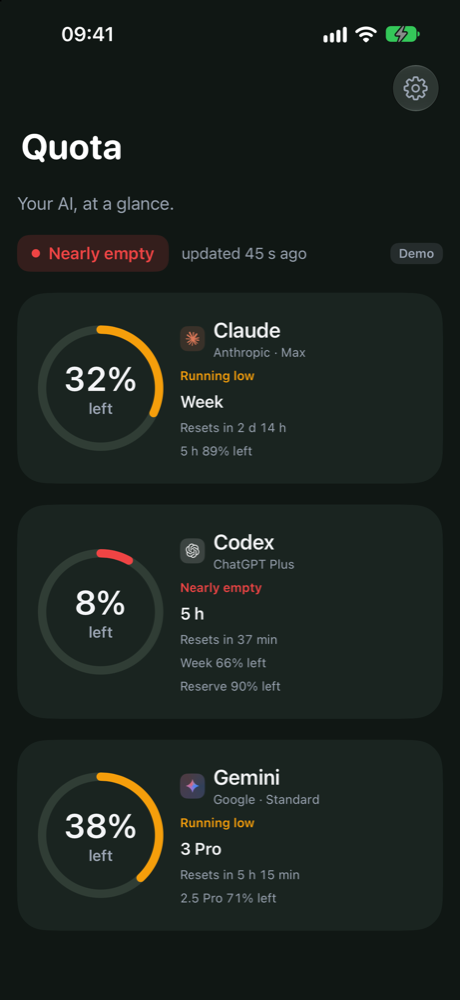 09:41
Quota
Your AI, at a glance.
Nearly empty
updated 45 s ago
Demo
32%
left
Claude
Anthropic · Max
Running low
Week
Resets in 2 d 14 h
5 h 89% left
8%
left
Codex
ChatGPT Plus
Nearly empty
5 h
Resets in 37 min
Week 66% left
Reserve 90% left
38%
left
Gemini
Google · Standard
Running low
3 Pro
Resets in 5 h 15 min
2.5 Pro 71% left